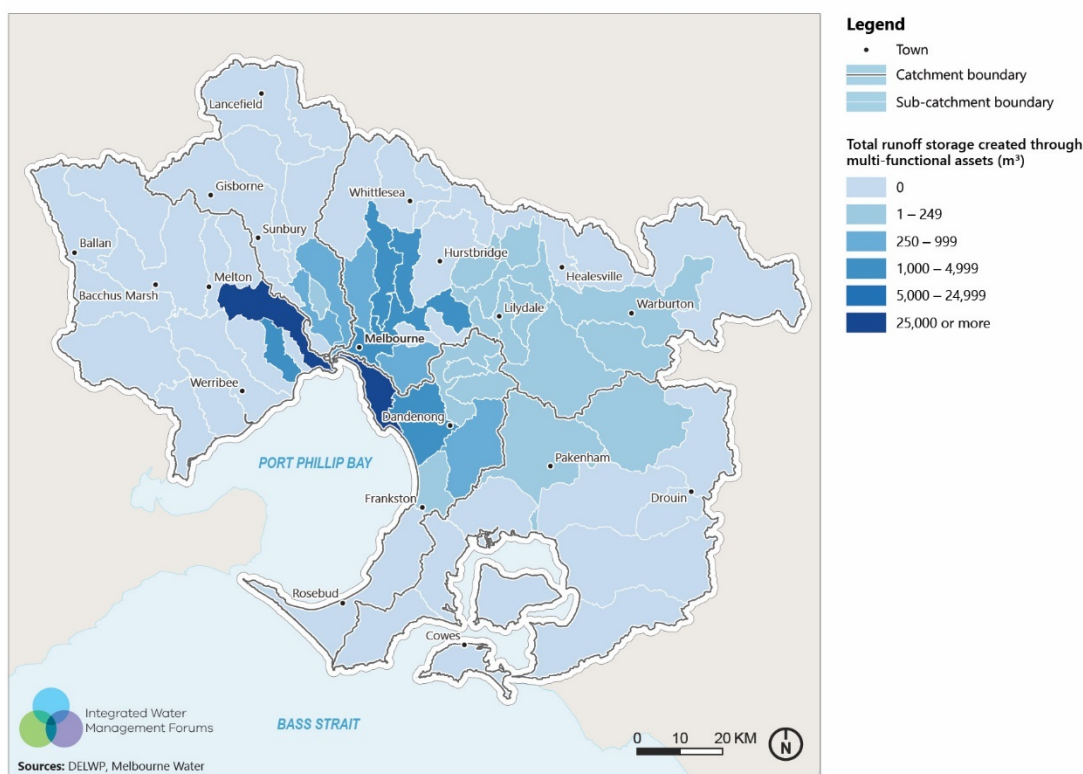 Legend
Town
Catchment boundary
Sub-catchment boundary
Total runoff storage created through
multi-functional assets (m³)
0
1 – 249
250 – 999
1,000 – 4,999
5,000 – 24,999
25,000 or more
Lancefield
Gisborne
Whittlesea
Sunbury
Ballan
Hurstbridge
Healesville
Melton
Bacchus Marsh
Lilydale
Warburton
Melbourne
Werribee
Dandenong
PORT PHILLIP BAY
Pakenham
Frankston
Drouin
Rosebud
Cowes
Integrated Water
Management Forums
BASS STRAIT
0 10 20 KM
N
Sources: DELWP, Melbourne Water